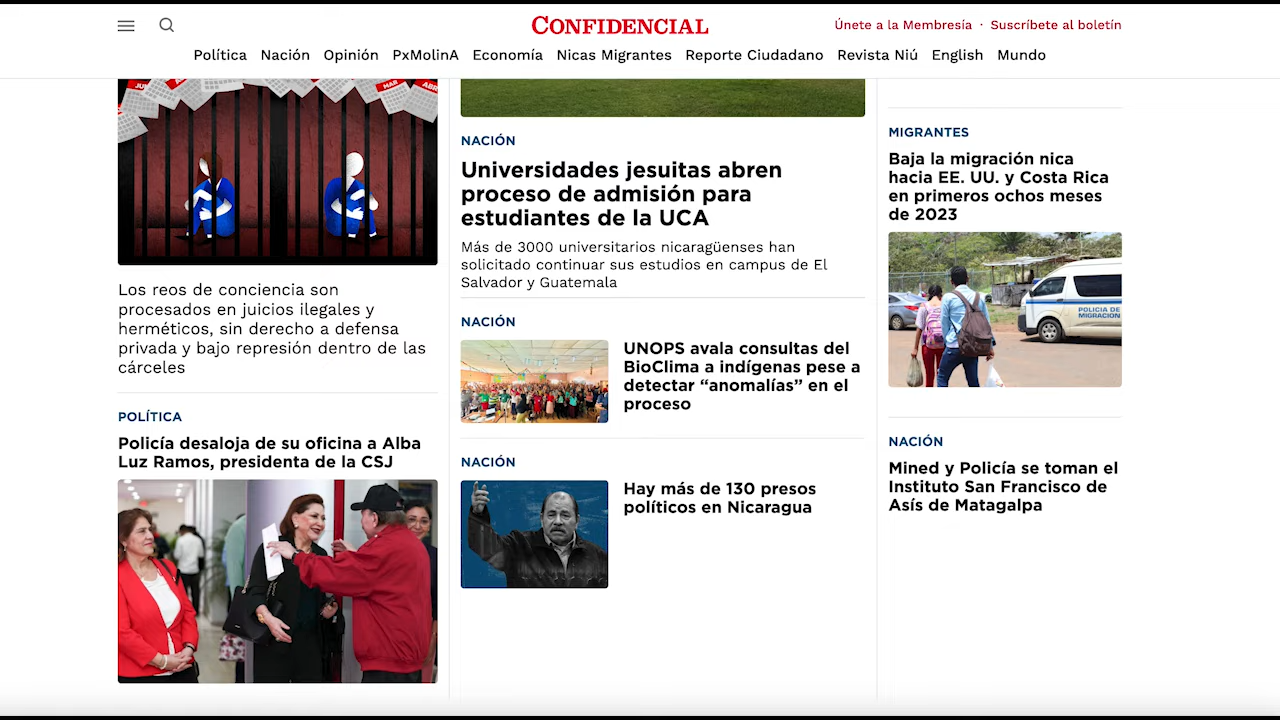 CONFIDENCIAL
Únete a la Membresía · Suscríbete al boletín
Política Nación Opinión PxMolinA Economía Nicas Migrantes Reporte Ciudadano Revista Niú English Mundo
JU
MAR
ABR
Los reos de conciencia son
procesados en juicios ilegales y
herméticos, sin derecho a defensa
privada y bajo represión dentro de las
cárceles
POLÍTICA
Policía desaloja de su oficina a Alba
Luz Ramos, presidenta de la CSJ
NACIÓN
Universidades jesuitas abren
proceso de admisión para
estudiantes de la UCA
Más de 3000 universitarios nicaragüenses han
solicitado continuar sus estudios en campus de El
Salvador y Guatemala
NACIÓN
UNOPS avala consultas del
BioClima a indígenas pese a
detectar “anomalías” en el
proceso
NACIÓN
Hay más de 130 presos
políticos en Nicaragua
MIGRANTES
Baja la migración nica
hacia EE. UU. y Costa Rica
en primeros ochos meses
de 2023
POLICIA DE
MIGRACION
NACIÓN
Mined y Policía se toman el
Instituto San Francisco de
Asís de Matagalpa